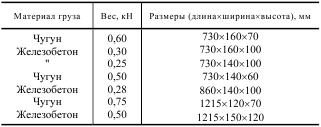 Материал груза Вес, кН Размеры (длина×ширина×высота), мм
Чугун 0,60 730×160×70
Железобетон 0,30 730×160×100
" 0,25 730×140×100
Чугун 0,50 730×140×60
Железобетон 0,28 860×140×100
Чугун 0,75 1215×120×70
Железобетон 0,50 1215×150×120